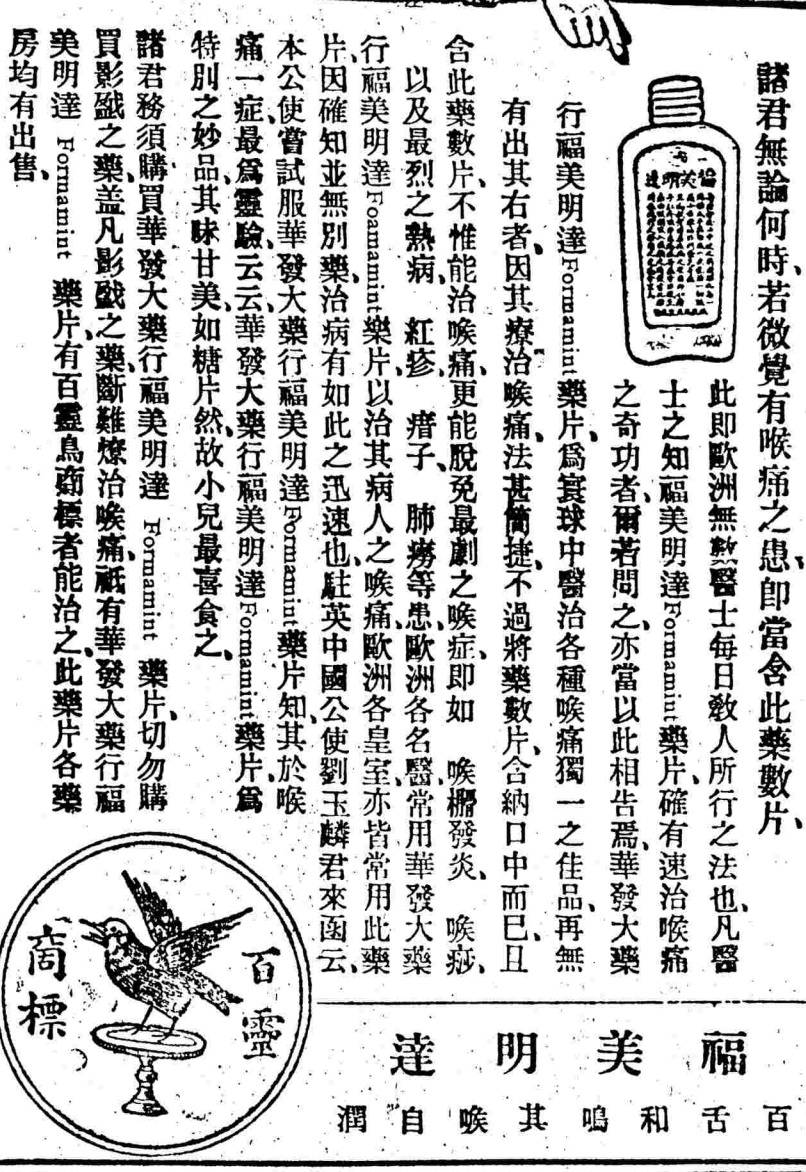 諸君無論何時、若微覺有喉痛之患、卽當含此藥數片、
此卽歐洲無數醫士每日敎人所行之法也、凡醫
士之知福美明達Formamint藥片、確有速治喉痛
之奇功者、爾若問之、亦當以此相告焉、華發大藥
行福美明達Formamint藥片、爲寰球中醫治各種喉痛獨一之佳品、再無
有出其右者、因其療治喉痛、法甚簡捷、不過將藥數片、含納口中而已、且
含此藥數片、不惟能治喉痛、更能脫免最劇之喉症、卽如 喉癰發炎、 喉痧、
以及最烈之熱病 紅疹 瘄子 肺癆等患、歐洲各名醫、常用華發大藥
行福美明達Foamamint藥片、以治其病人之喉痛、歐洲各皇室、亦皆常用此藥
片、因確知並無別藥、治病有如此之迅速也、駐英中國公使劉玉麟君來函云、
本公使嘗試服華發大藥行福美明達Formamint藥片、知其於喉
痛一症、最爲靈驗云云、華發大藥行福美明達Formamint藥片、爲
特別之妙品、其味甘美、如糖片然、故小兒最喜食之、
諸君務須購買華發大藥行福美明達 Formamint 藥片、切勿購
買影戤之藥、盖凡影戤之藥、斷難療治喉痛、祇有華發大藥行福
美明達 Formamint 藥片、有百靈鳥商標者能治之、此藥片各藥
房均有出售、
福美明達
百靈
商標
福美明達
百舌和鳴其喉自潤